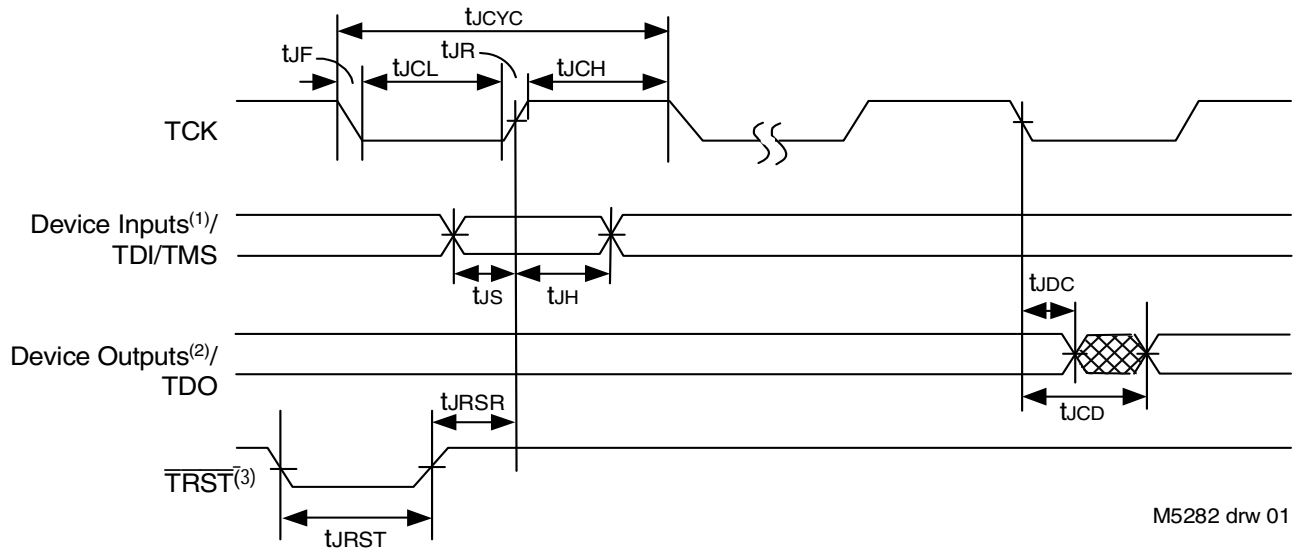 tJCYC
tJF
tJCL
tJR
tJCH
TCK
Device Inputs(1)/
TDI/TMS
tJS
tJH
tJDC
Device Outputs(2)/
TDO
tJRSR
tJCD
TRST(3)
tJRST
M5282 drw 01